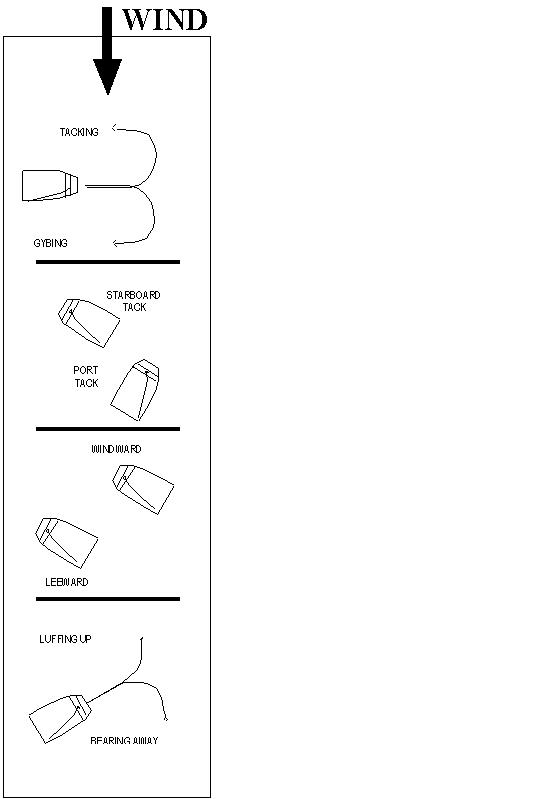 WIND
TACKING
GYBING
STARBOARD
TACK
PORT
TACK
WINDWARD
LEEWARD
LUFFING UP
BEARING AWAY